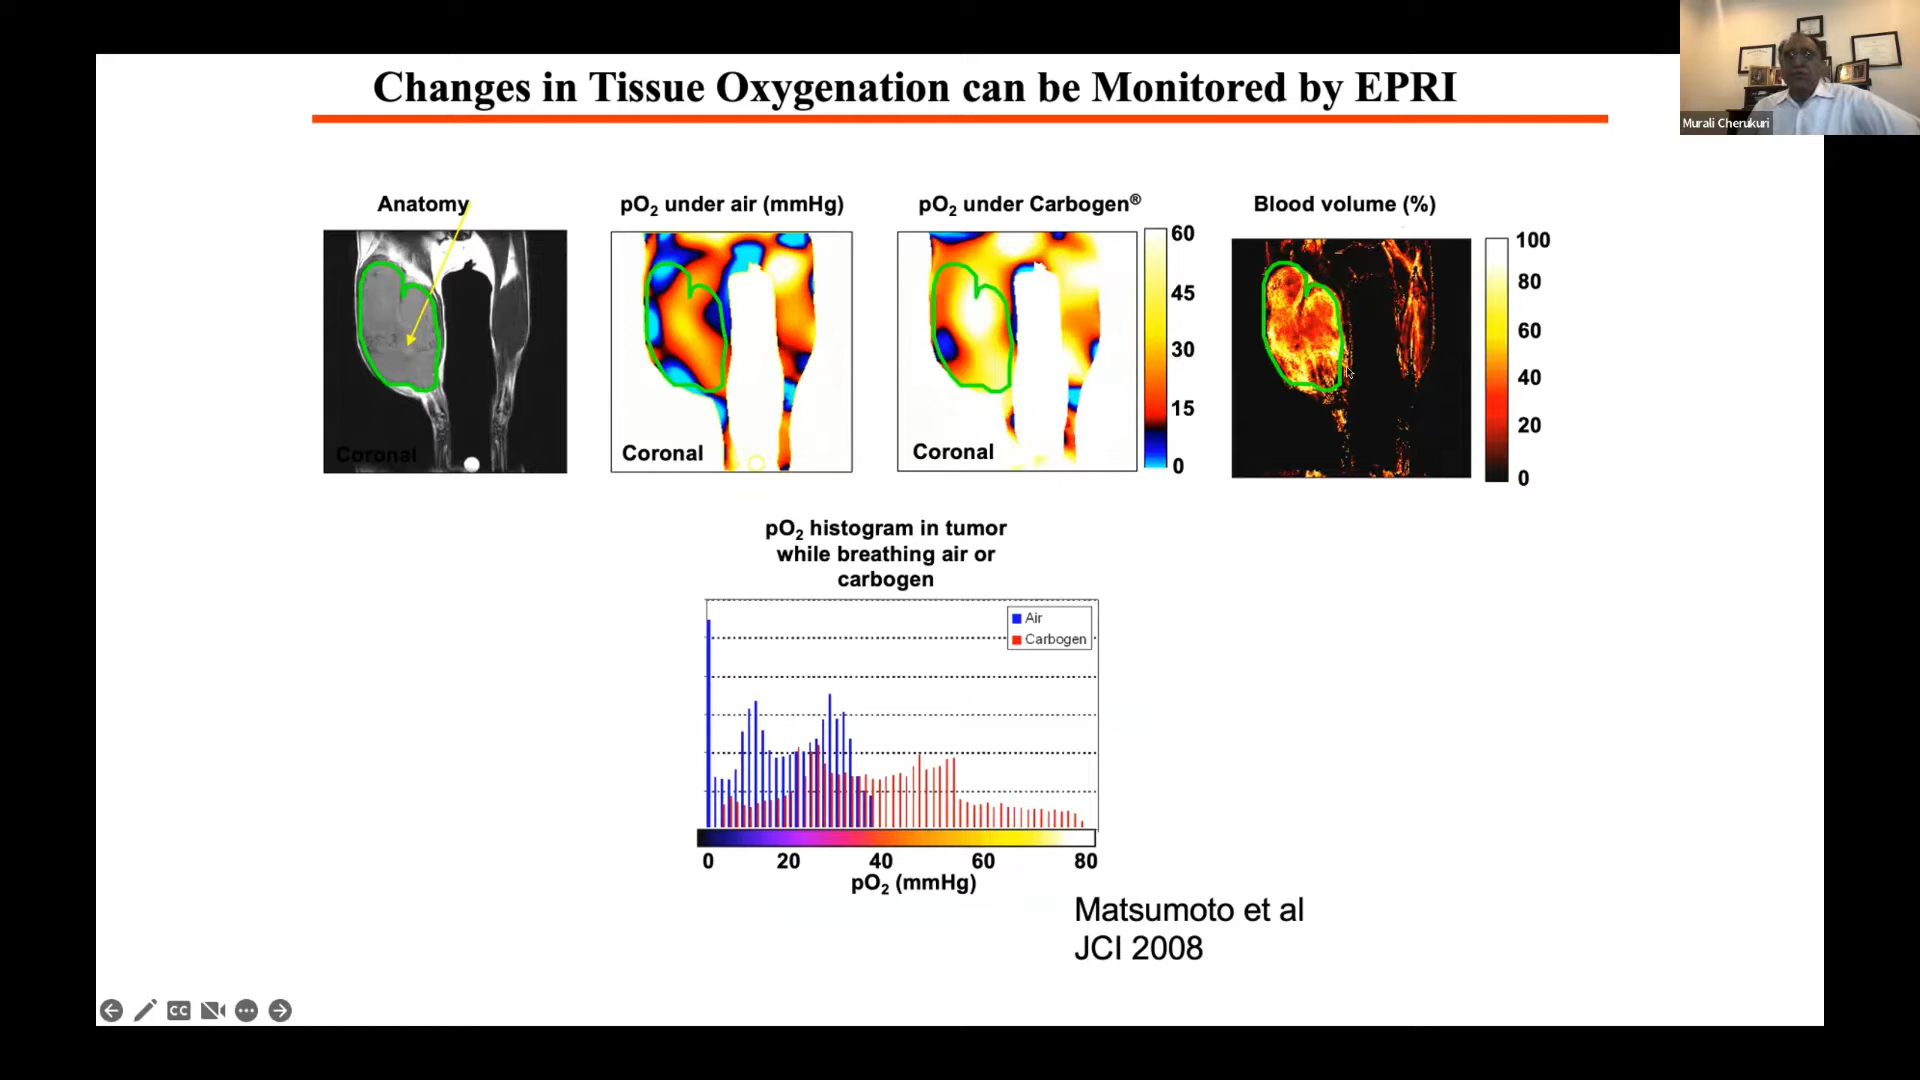 Changes in Tissue Oxygenation can be Monitored by EPRI
Murali Cherukuri
Anatomy
pO₂ under air (mmHg)
pO₂ under Carbogen®
Blood volume (%)
Coronal
Coronal
Coronal
60
45
30
15
0
100
80
60
40
20
0
pO₂ histogram in tumor
while breathing air or
carbogen
Air
Carbogen
0 20 40 60 80
pO₂ (mmHg)
Matsumoto et al
JCI 2008
CC